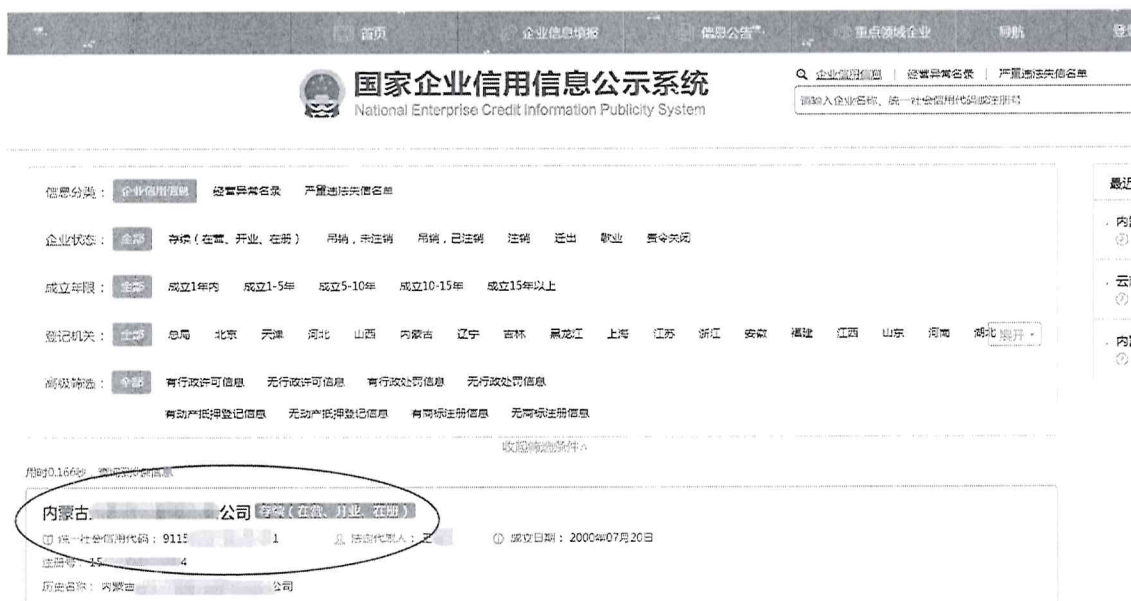 首页 企业信息填报 信息公告 重点领域企业 导航 登
国家企业信用信息公示系统
National Enterprise Credit Information Publicity System
企业信用信息 | 经营异常名录 | 严重违法失信名单
请输入企业名称、统一社会信用代码或注册号
信息分类： 企业信用信息 经营异常名录 严重违法失信名单
企业状态： 全部 存续（在营、开业、在册） 吊销，未注销 吊销，已注销 注销 迁出 歇业 责令关闭
成立年限： 全部 成立1年内 成立1-5年 成立5-10年 成立10-15年 成立15年以上
登记机关： 全部 总局 北京 天津 河北 山西 内蒙古 辽宁 吉林 黑龙江 上海 江苏 浙江 安徽 福建 江西 山东 河南 湖北 展开
高级筛选： 全部 有行政许可信息 无行政许可信息 有行政处罚信息 无行政处罚信息
有动产抵押登记信息 无动产抵押登记信息 有商标注册信息 无商标注册信息
收起筛选条件
最近
内蒙
云南
内蒙
用时0.166秒，
内蒙古 公司 存续（在营、开业、在册）
统一社会信用代码： 9115 1 法定代表人： 王 成立日期： 2000年07月20日
注册号： 15 4
历史名称： 内蒙古 公司